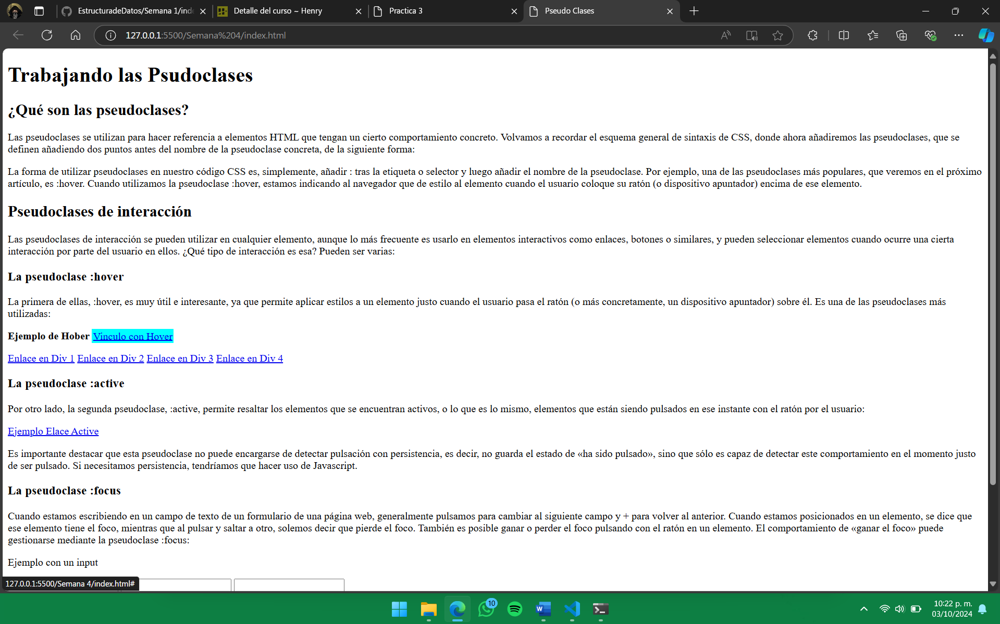 EstructuradeDatos/Semana 1/inde
Detalle del curso ~ Henry
Practica 3
Pseudo Clases
127.0.0.1:5500/Semana%204/index.html
Trabajando las Psudoclases
¿Qué son las pseudoclases?
Las pseudoclases se utilizan para hacer referencia a elementos HTML que tengan un cierto comportamiento concreto. Volvamos a recordar el esquema general de sintaxis de CSS, donde ahora añadiremos las pseudoclases, que se
definen añadiendo dos puntos antes del nombre de la pseudoclase concreta, de la siguiente forma:
La forma de utilizar pseudoclases en nuestro código CSS es, simplemente, añadir : tras la etiqueta o selector y luego añadir el nombre de la pseudoclase. Por ejemplo, una de las pseudoclases más populares, que veremos en el próximo
artículo, es :hover. Cuando utilizamos la pseudoclase :hover, estamos indicando al navegador que de estilo al elemento cuando el usuario coloque su ratón (o dispositivo apuntador) encima de ese elemento.
Pseudoclases de interacción
Las pseudoclases de interacción se pueden utilizar en cualquier elemento, aunque lo más frecuente es usarlo en elementos interactivos como enlaces, botones o similares, y pueden seleccionar elementos cuando ocurre una cierta
interacción por parte del usuario en ellos. ¿Qué tipo de interacción es esa? Pueden ser varias:
La pseudoclase :hover
La primera de ellas, :hover, es muy útil e interesante, ya que permite aplicar estilos a un elemento justo cuando el usuario pasa el ratón (o más concretamente, un dispositivo apuntador) sobre él. Es una de las pseudoclases más
utilizadas:
Ejemplo de Hober Vinculo con Hover
Enlace en Div 1 Enlace en Div 2 Enlace en Div 3 Enlace en Div 4
La pseudoclase :active
Por otro lado, la segunda pseudoclase, :active, permite resaltar los elementos que se encuentran activos, o lo que es lo mismo, elementos que están siendo pulsados en ese instante con el ratón por el usuario:
Ejemplo Elace Active
Es importante destacar que esta pseudoclase no puede encargarse de detectar pulsación con persistencia, es decir, no guarda el estado de «ha sido pulsado», sino que sólo es capaz de detectar este comportamiento en el momento justo
de ser pulsado. Si necesitamos persistencia, tendríamos que hacer uso de Javascript.
La pseudoclase :focus
Cuando estamos escribiendo en un campo de texto de un formulario de una página web, generalmente pulsamos para cambiar al siguiente campo y + para volver al anterior. Cuando estamos posicionados en un elemento, se dice que
ese elemento tiene el foco, mientras que al pulsar y saltar a otro, solemos decir que pierde el foco. También es posible ganar o perder el foco pulsando con el ratón en un elemento. El comportamiento de «ganar el foco» puede
gestionarse mediante la pseudoclase :focus:
Ejemplo con un input
127.0.0.1:5500/Semana 4/index.html#
10
10:22 p. m.
03/10/2024